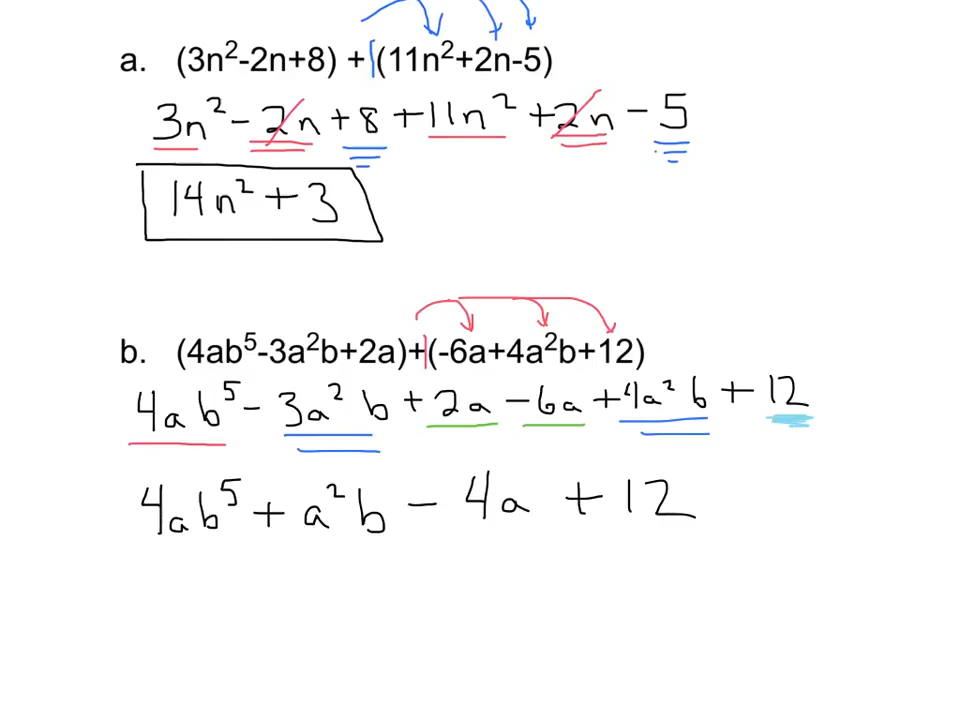 a. (3n²-2n+8) + (11n²+2n-5)
3n² - 2n + 8 + 11n² + 2n - 5
14n² + 3
b. (4ab⁵-3a²b+2a)+(-6a+4a²b+12)
4ab⁵ - 3a²b + 2a - 6a + 4a²b + 12
4ab⁵ + a²b - 4a + 12